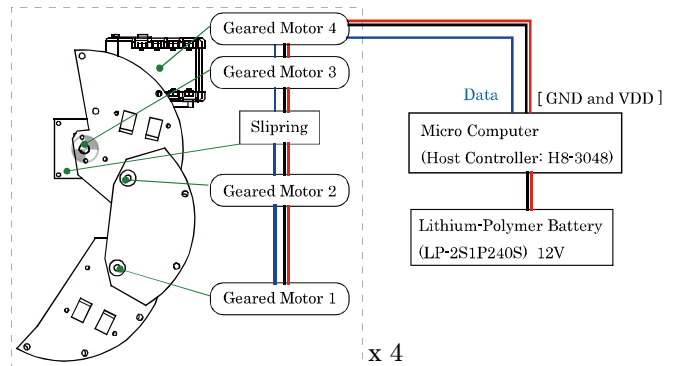 Geared Motor 4
Geared Motor 3
Slipring
Geared Motor 2
Geared Motor 1
x 4
Data
[ GND and VDD ]
Micro Computer
(Host Controller: H8-3048)
Lithium-Polymer Battery
(LP-2S1P240S) 12V